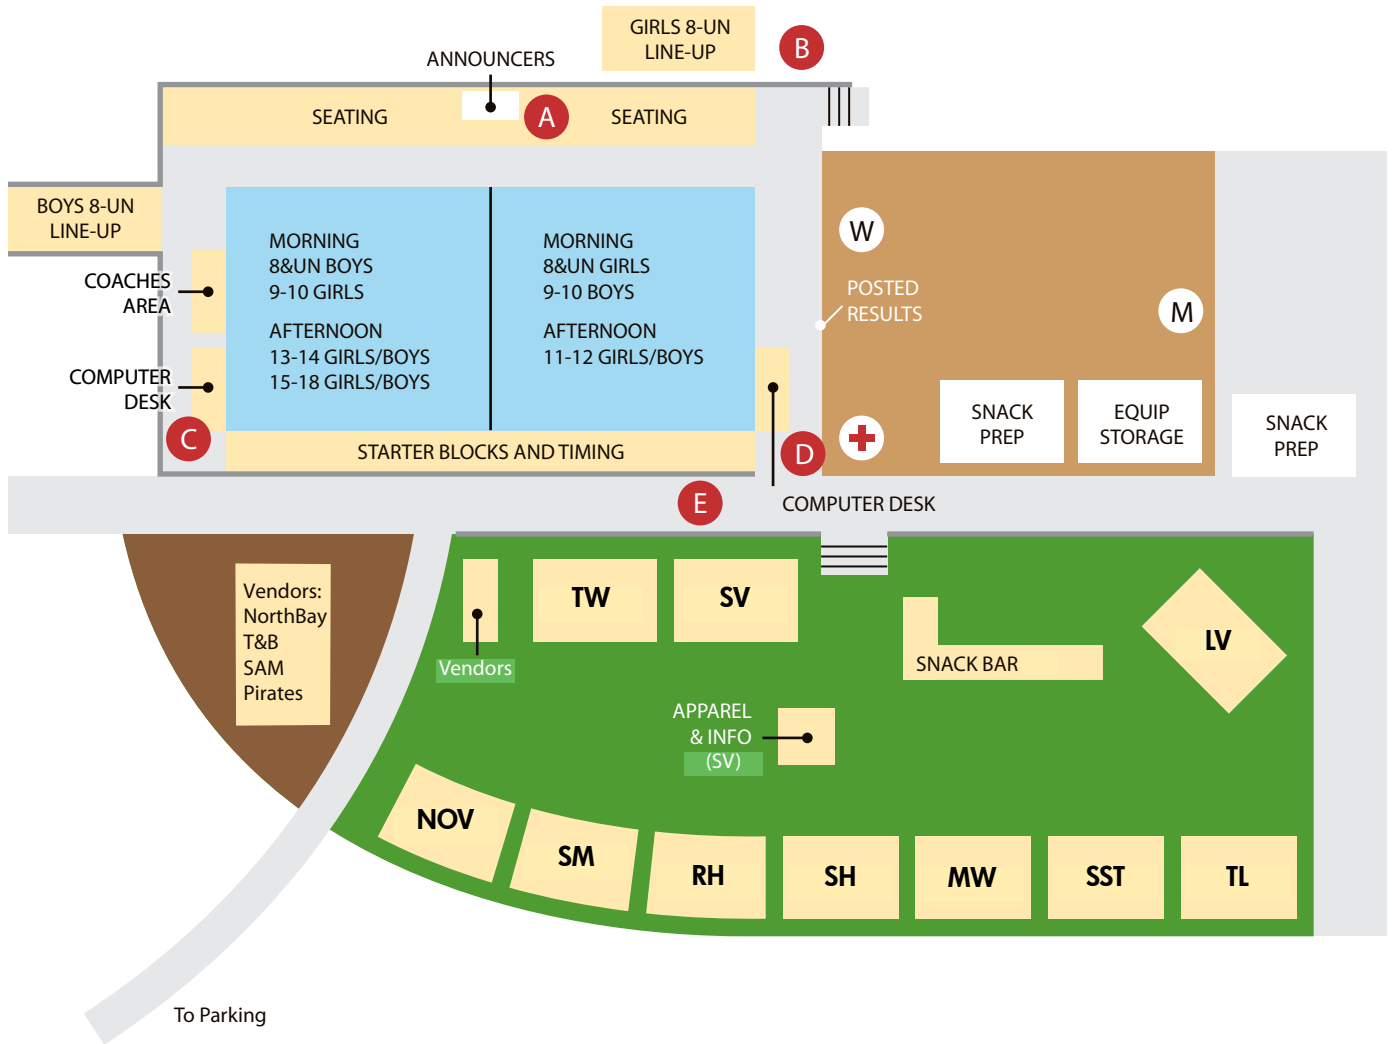 GIRLS 8-UN
LINE-UP
B
ANNOUNCERS
SEATING
A
SEATING
BOYS 8-UN
LINE-UP
COACHES
AREA
COMPUTER
DESK
C
MORNING
8&UN BOYS
9-10 GIRLS
AFTERNOON
13-14 GIRLS/BOYS
15-18 GIRLS/BOYS
MORNING
8&UN GIRLS
9-10 BOYS
AFTERNOON
11-12 GIRLS/BOYS
STARTER BLOCKS AND TIMING
W
POSTED
RESULTS
M
SNACK
PREP
EQUIP
STORAGE
SNACK
PREP
D
E
COMPUTER DESK
Vendors:
NorthBay
T&B
SAM
Pirates
Vendors
TW
SV
SNACK BAR
LV
APPAREL
& INFO
(SV)
NOV
SM
RH
SH
MW
SST
TL
To Parking